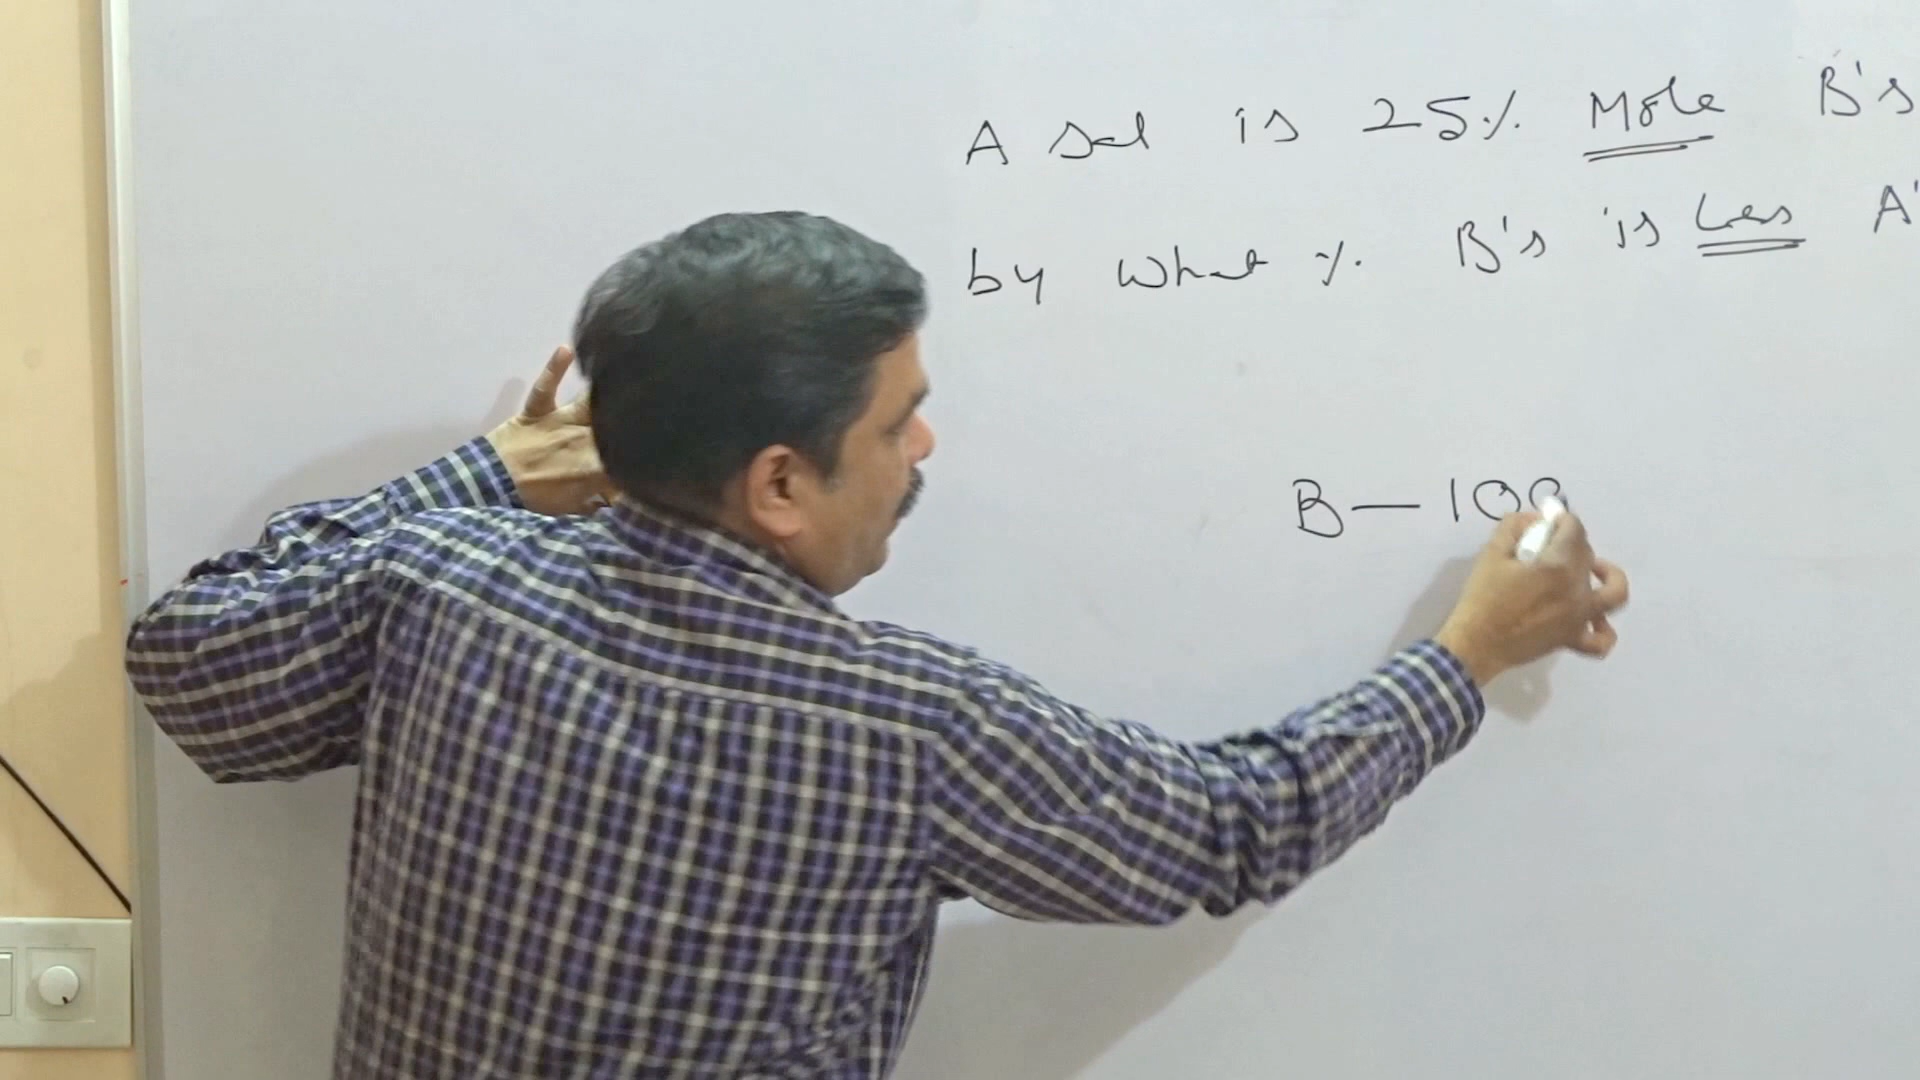 A Sal is 25% More B's
by What % B's is Less A'
B — 100